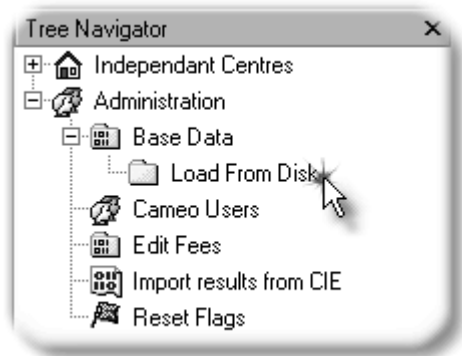 Tree Navigator
Independant Centres
Administration
Base Data
Load From Disk
Cameo Users
Edit Fees
Import results from CIE
Reset Flags